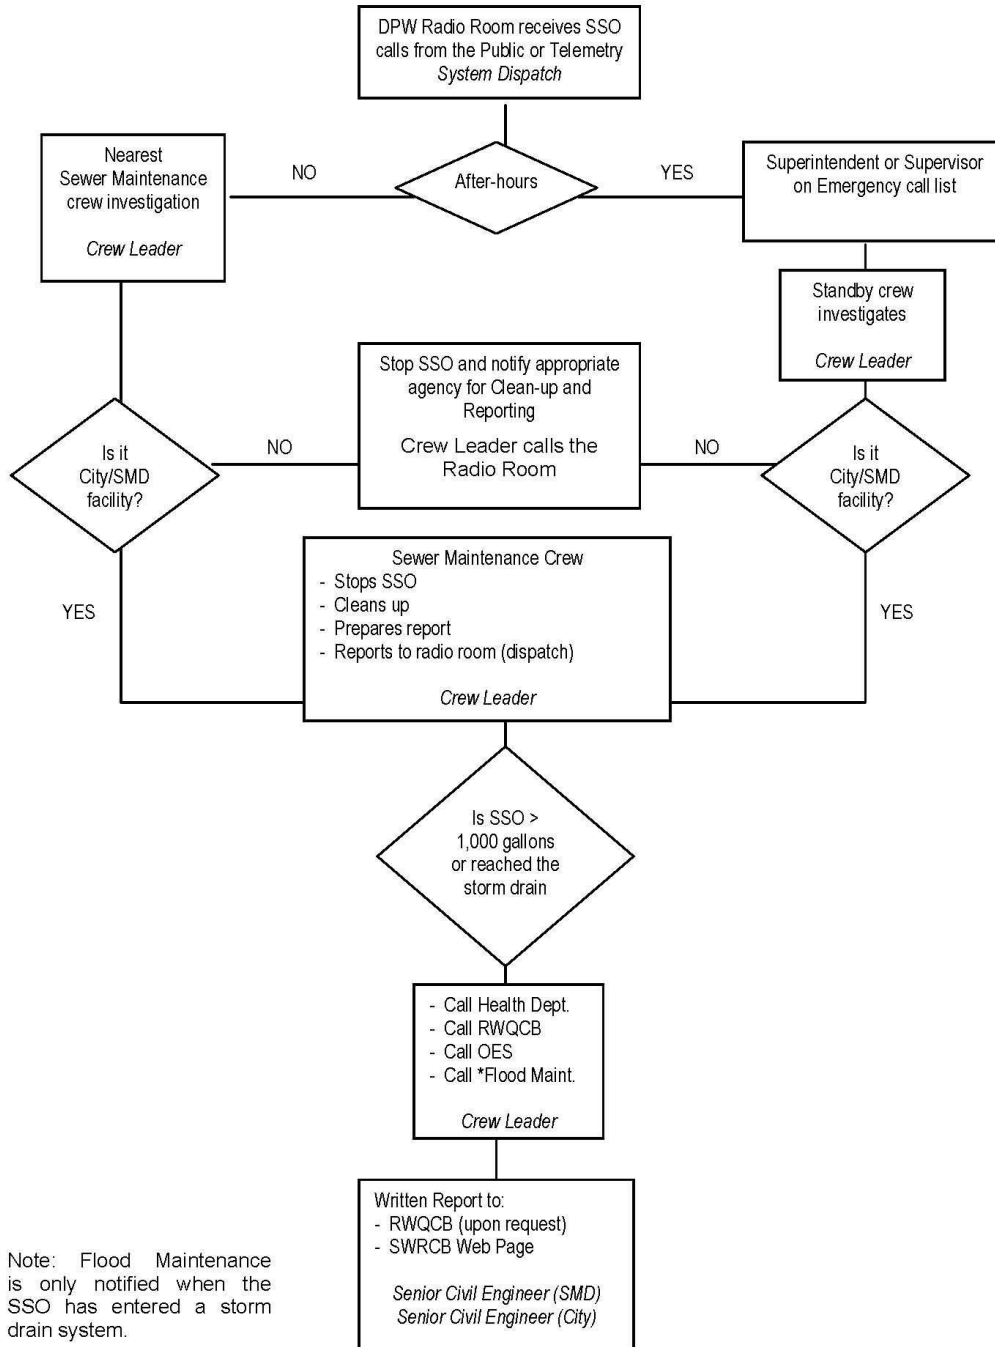 DPW Radio Room receives SSO
calls from the Public or Telemetry
System Dispatch
After-hours
NO
YES
Nearest
Sewer Maintenance
crew investigation
Crew Leader
Superintendent or Supervisor
on Emergency call list
Standby crew
investigates
Crew Leader
Stop SSO and notify appropriate
agency for Clean-up and
Reporting
Crew Leader calls the
Radio Room
Is it
City/SMD
facility?
NO
NO
Is it
City/SMD
facility?
YES
YES
Sewer Maintenance Crew
- Stops SSO
- Cleans up
- Prepares report
- Reports to radio room (dispatch)
Crew Leader
Is SSO >
1,000 gallons
or reached the
storm drain
- Call Health Dept.
- Call RWQCB
- Call OES
- Call *Flood Maint.
Crew Leader
Written Report to:
- RWQCB (upon request)
- SWRCB Web Page
Senior Civil Engineer (SMD)
Senior Civil Engineer (City)
Note: Flood Maintenance
is only notified when the
SSO has entered a storm
drain system.